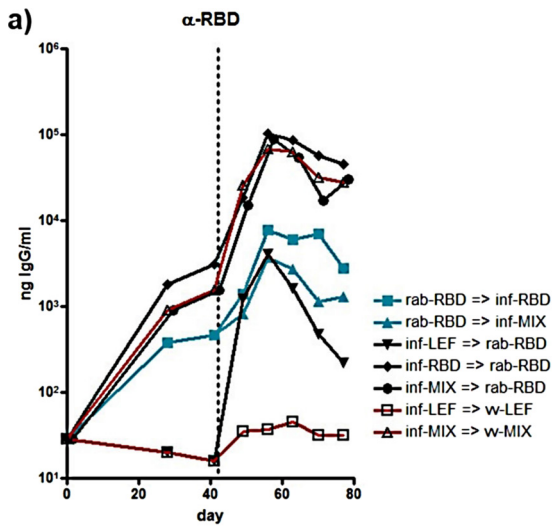 a)
α-RBD
10⁶
10⁵
10⁴
10³
10²
10¹
ng IgG/ml
0 20 40 60 80
day
rab-RBD => inf-RBD
rab-RBD => inf-MIX
inf-LEF => rab-RBD
inf-RBD => rab-RBD
inf-MIX => rab-RBD
inf-LEF => w-LEF
inf-MIX => w-MIX